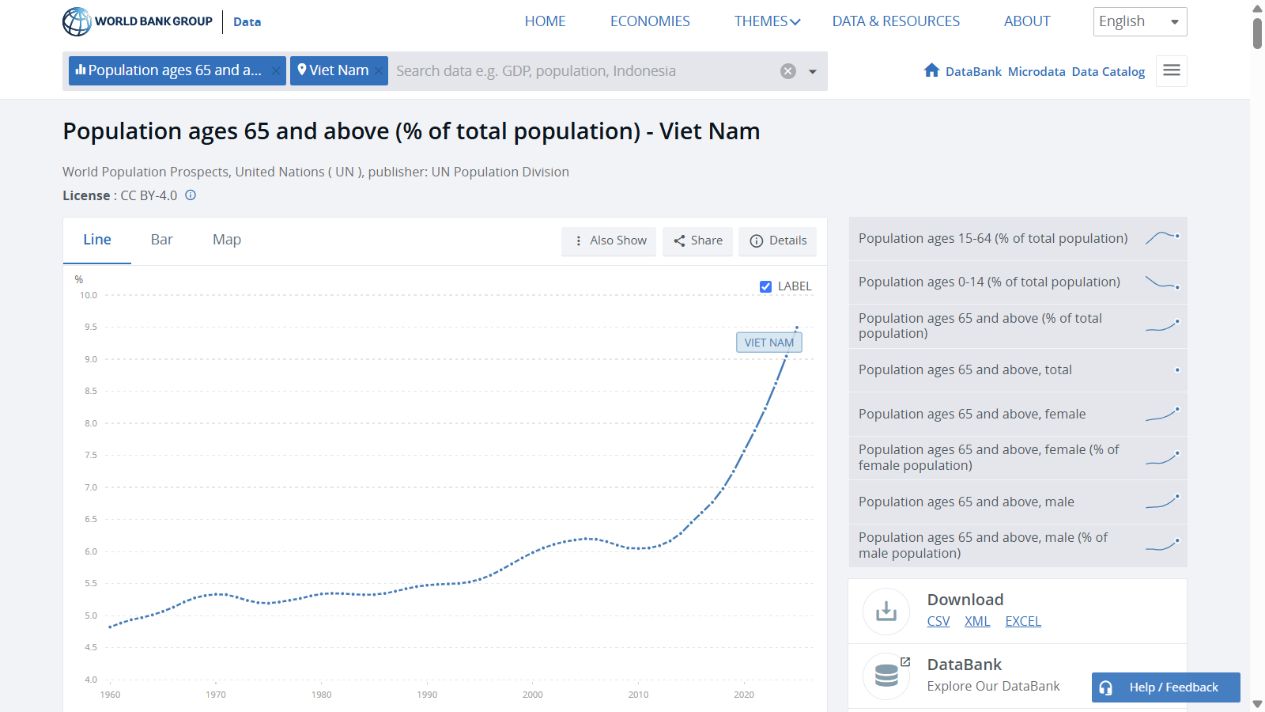 WORLD BANK GROUP Data
HOME ECONOMIES THEMES DATA & RESOURCES ABOUT English
Population ages 65 and a... × Viet Nam × Search data e.g. GDP, population, Indonesia
DataBank Microdata Data Catalog
Population ages 65 and above (% of total population) - Viet Nam
World Population Prospects, United Nations ( UN ), publisher: UN Population Division
License : CC BY-4.0
Line Bar Map
Also Show Share Details
%
LABEL
10.0
9.5
VIET NAM
9.0
8.5
8.0
7.5
7.0
6.5
6.0
5.5
5.0
4.5
4.0
1960 1970 1980 1990 2000 2010 2020
Population ages 15-64 (% of total population)
Population ages 0-14 (% of total population)
Population ages 65 and above (% of total
population)
Population ages 65 and above, total
Population ages 65 and above, female
Population ages 65 and above, female (% of
female population)
Population ages 65 and above, male
Population ages 65 and above, male (% of
male population)
Download
CSV XML EXCEL
DataBank
Explore Our DataBank
Help / Feedback